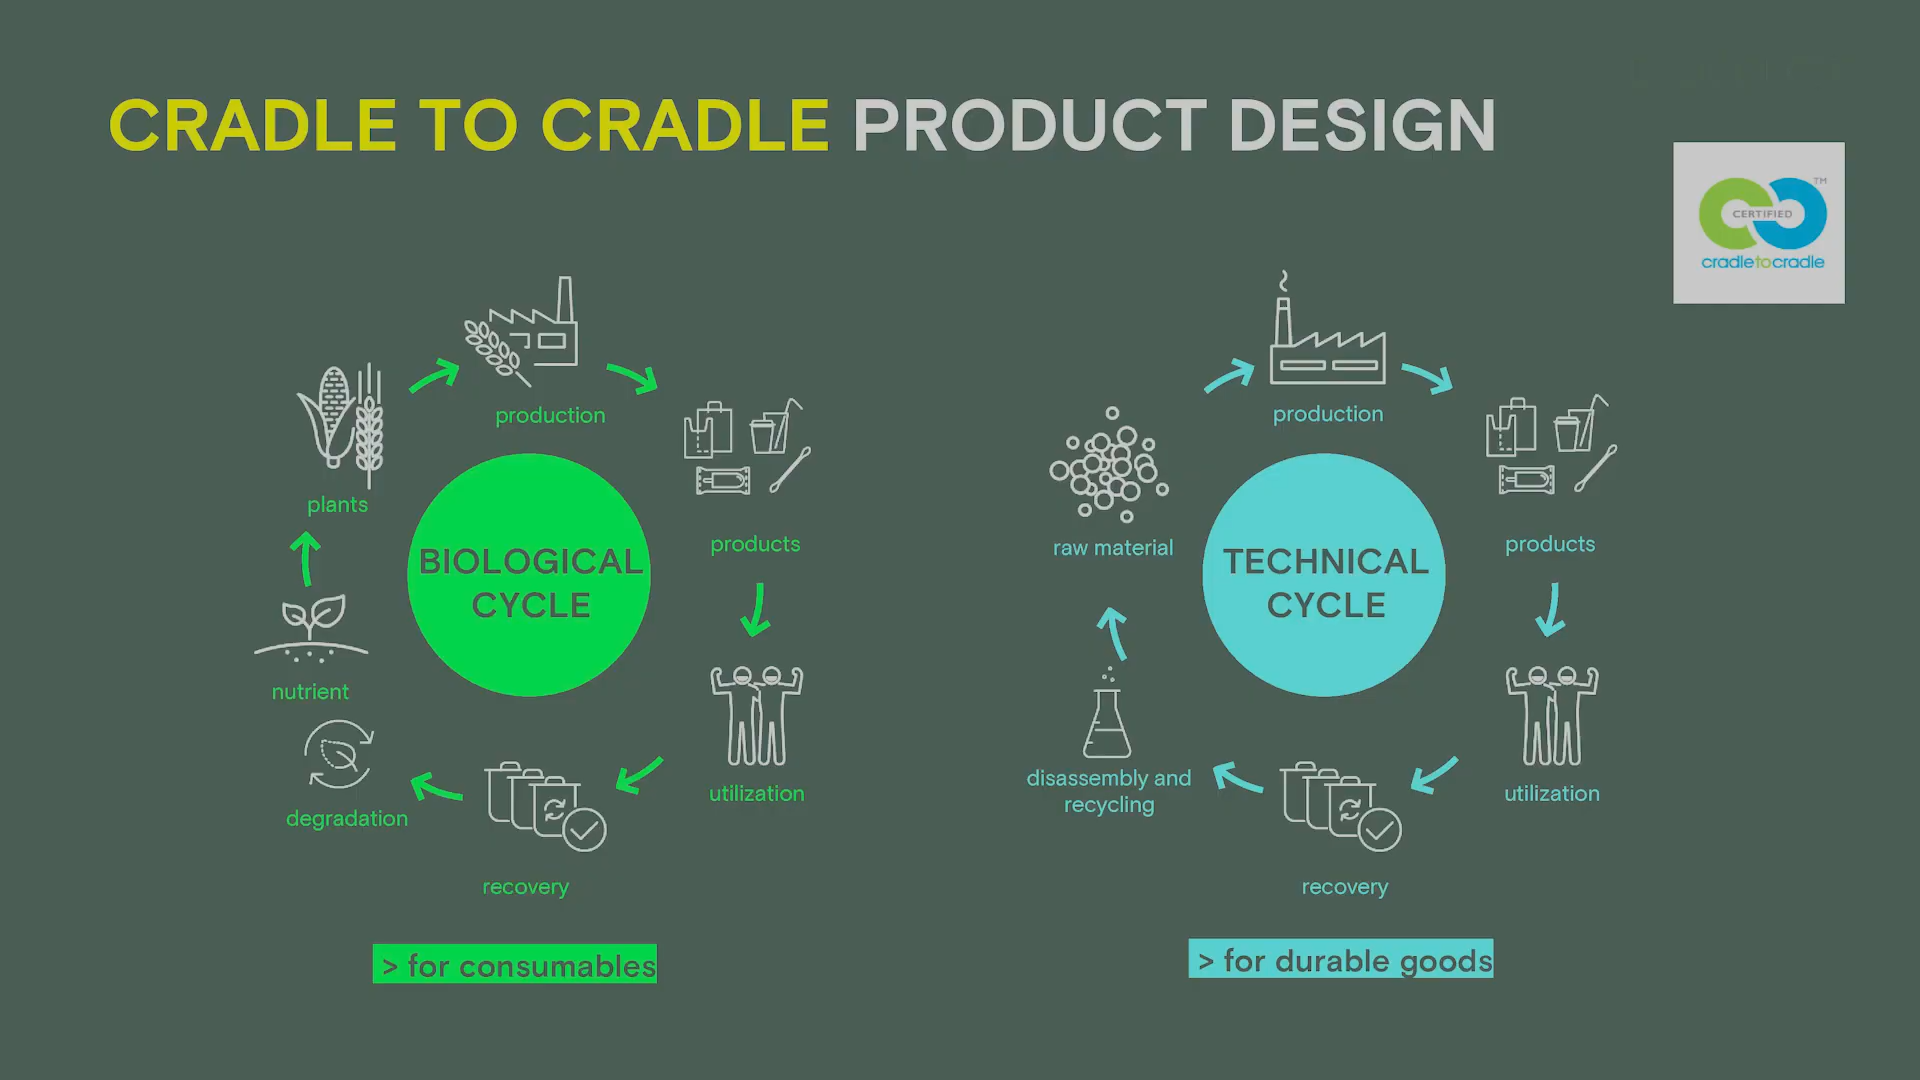 CRADLE TO CRADLE PRODUCT DESIGN
TM
CERTIFIED
cradletocradle
production
plants
products
BIOLOGICAL
CYCLE
nutrient
degradation
utilization
recovery
> for consumables
production
raw material
products
TECHNICAL
CYCLE
disassembly and
recycling
utilization
recovery
> for durable goods